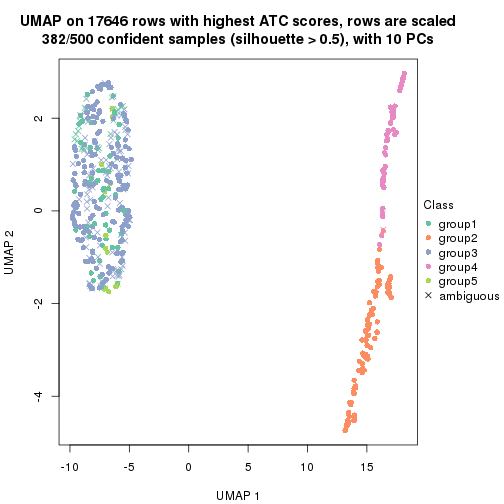 UMAP on 17646 rows with highest ATC scores, rows are scaled
382/500 confident samples (silhouette > 0.5), with 10 PCs
UMAP 2
2
0
-2
-4
-10
-5
0
5
10
15
UMAP 1
Class
group1
group2
group3
group4
group5
ambiguous